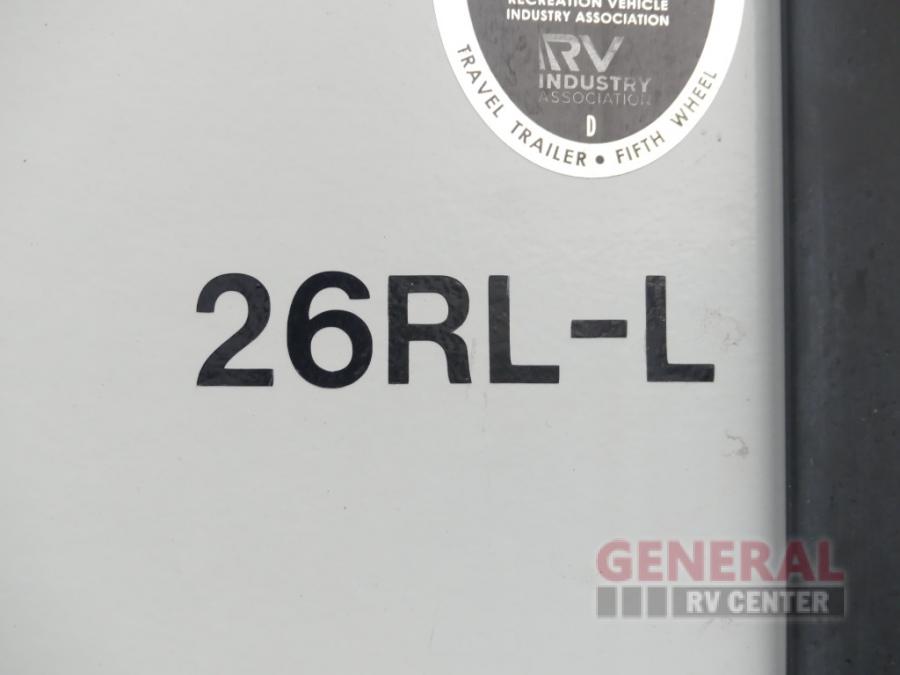 RECREATION VEHICLE
INDUSTRY ASSOCIATION
RV
INDUSTRY
ASSOCIATION
D
TRAVEL TRAILER • FIFTH WHEEL
26RL-L
GENERAL
RV CENTER